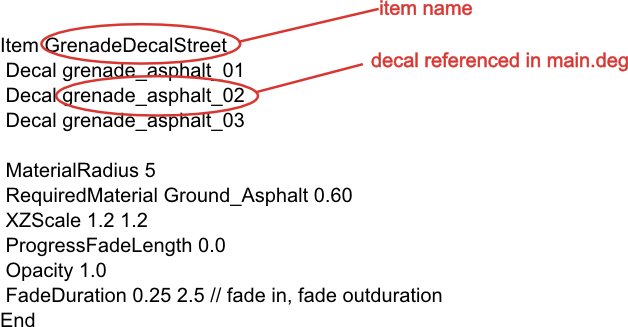 item name
Item GrenadeDecalStreet
Decal grenade_asphalt_01
decal referenced in main.deg
Decal grenade_asphalt_02
Decal grenade_asphalt_03
MaterialRadius 5
RequiredMaterial Ground_Asphalt 0.60
XZScale 1.2 1.2
ProgressFadeLength 0.0
Opacity 1.0
FadeDuration 0.25 2.5 // fade in, fade outduration
End